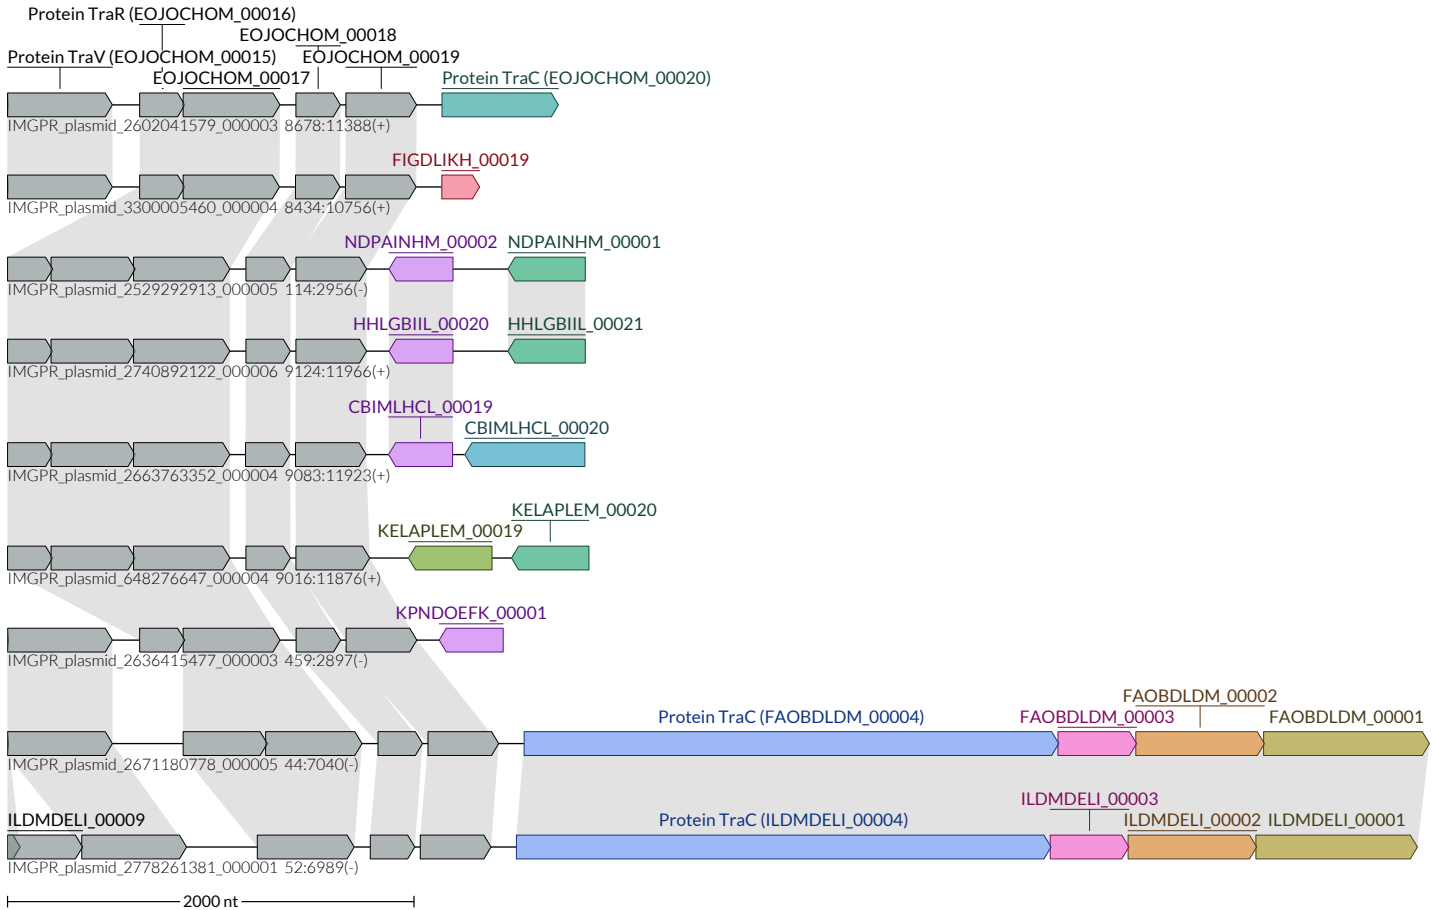 Protein TraR (EOJOCHOM_00016)
EOJOCHOM_00018
Protein TraV (EOJOCHOM_00015)
EOJOCHOM_00019
EOJOCHOM_00017
Protein TraC (EOJOCHOM_00020)
IMGPR_plasmid_2602041579_000003 8678:11388(+)
FIGDLIKH_00019
IMGPR_plasmid_3300005460_000004 8434:10756(+)
NDPAINHM_00002
NDPAINHM_00001
IMGPR_plasmid_2529292913_000005 114:2956(-)
HHLGBIIL_00020
HHLGBIIL_00021
IMGPR_plasmid_2740892122_000006 9124:11966(+)
CBIMLHCL_00019
CBIMLHCL_00020
IMGPR_plasmid_2663763352_000004 9083:11923(+)
KELAPLEM_00020
KELAPLEM_00019
IMGPR_plasmid_648276647_000004 9016:11876(+)
KPNDOEFK_00001
IMGPR_plasmid_2636415477_000003 459:2897(-)
FAOBDLDM_00002
Protein TraC (FAOBDLDM_00004)
FAOBDLDM_00003
FAOBDLDM_00001
IMGPR_plasmid_2671180778_000005 44:7040(-)
ILDMDELI_00003
ILDMDELI_00009
Protein TraC (ILDMDELI_00004)
ILDMDELI_00002
ILDMDELI_00001
IMGPR_plasmid_2778261381_000001 52:6989(-)
2000 nt